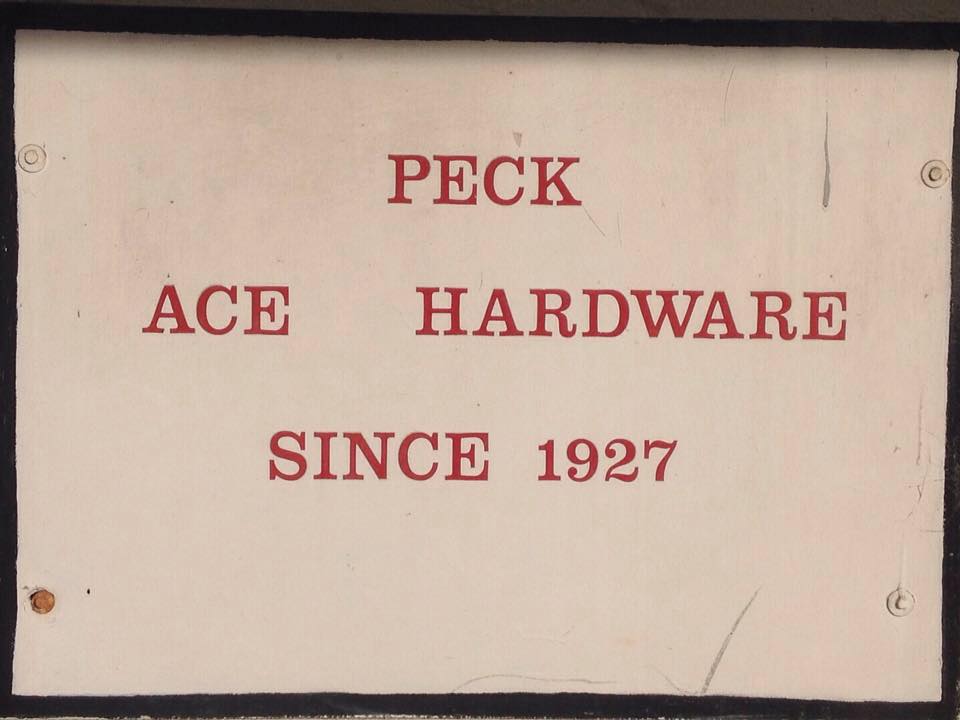 PECK
ACE HARDWARE
SINCE 1927